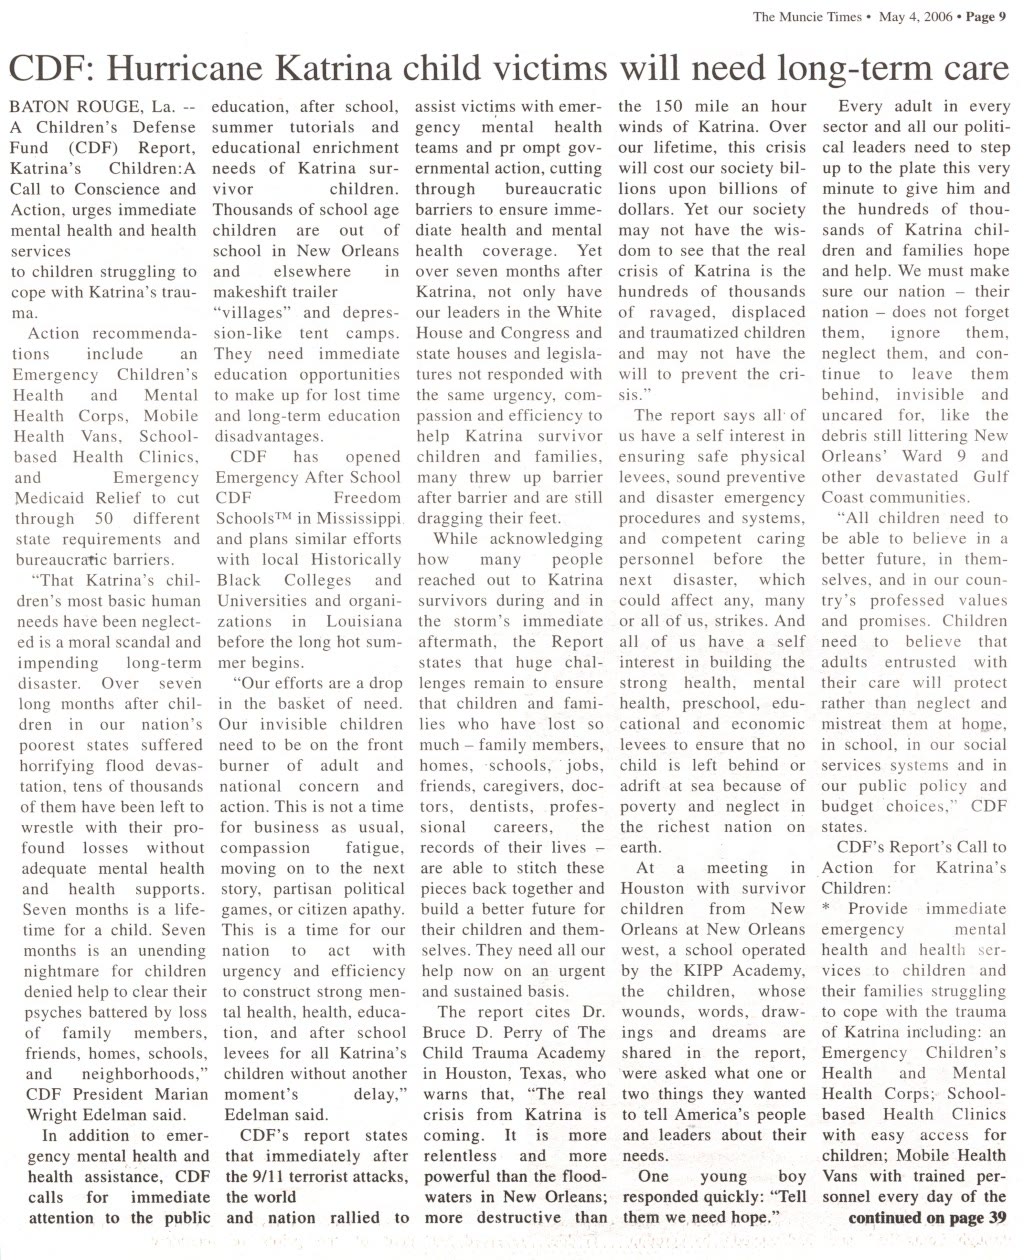 The Muncie Times • May 4, 2006 • Page 9
CDF: Hurricane Katrina child victims will need long-term care
BATON ROUGE, La. --
A Children's Defense
Fund (CDF) Report,
Katrina's Children:A
Call to Conscience and
Action, urges immediate
mental health and health
services
to children struggling to
cope with Katrina's trau-
ma.
Action recommenda-
tions include an
Emergency Children's
Health and Mental
Health Corps, Mobile
Health Vans, School-
based Health Clinics,
and Emergency
Medicaid Relief to cut
through 50 different
state requirements and
bureaucratic barriers.
"That Katrina's chil-
dren's most basic human
needs have been neglect-
ed is a moral scandal and
impending long-term
disaster. Over seven
long months after chil-
dren in our nation's
poorest states suffered
horrifying flood devas-
tation, tens of thousands
of them have been left to
wrestle with their pro-
found losses without
adequate mental health
and health supports.
Seven months is a life-
time for a child. Seven
months is an unending
nightmare for children
denied help to clear their
psyches battered by loss
of family members,
friends, homes, schools,
and neighborhoods,"
CDF President Marian
Wright Edelman said.
In addition to emer-
gency mental health and
health assistance, CDF
calls for immediate
attention to the public
education, after school,
summer tutorials and
educational enrichment
needs of Katrina sur-
vivor children.
Thousands of school age
children are out of
school in New Orleans
and elsewhere in
makeshift trailer
"villages" and depres-
sion-like tent camps.
They need immediate
education opportunities
to make up for lost time
and long-term education
disadvantages.
CDF has opened
Emergency After School
CDF Freedom
Schools™ in Mississippi
and plans similar efforts
with local Historically
Black Colleges and
Universities and organi-
zations in Louisiana
before the long hot sum-
mer begins.
"Our efforts are a drop
in the basket of need.
Our invisible children
need to be on the front
burner of adult and
national concern and
action. This is not a time
for business as usual,
compassion fatigue,
moving on to the next
story, partisan political
games, or citizen apathy.
This is a time for our
nation to act with
urgency and efficiency
to construct strong men-
tal health, health, educa-
tion, and after school
levees for all Katrina's
children without another
moment's delay,"
Edelman said.
CDF's report states
that immediately after
the 9/11 terrorist attacks,
the world
and nation rallied to
assist victims with emer-
gency mental health
teams and pr ompt gov-
ernmental action, cutting
through bureaucratic
barriers to ensure imme-
diate health and mental
health coverage. Yet
over seven months after
Katrina, not only have
our leaders in the White
House and Congress and
state houses and legisla-
tures not responded with
the same urgency, com-
passion and efficiency to
help Katrina survivor
children and families,
many threw up barrier
after barrier and are still
dragging their feet.
While acknowledging
how many people
reached out to Katrina
survivors during and in
the storm's immediate
aftermath, the Report
states that huge chal-
lenges remain to ensure
that children and fami-
lies who have lost so
much – family members,
homes, schools, jobs,
friends, caregivers, doc-
tors, dentists, profes-
sional careers, the
records of their lives –
are able to stitch these
pieces back together and
build a better future for
their children and them-
selves. They need all our
help now on an urgent
and sustained basis.
The report cites Dr.
Bruce D. Perry of The
Child Trauma Academy
in Houston, Texas, who
warns that, "The real
crisis from Katrina is
coming. It is more
relentless and more
powerful than the flood-
waters in New Orleans;
more destructive than
the 150 mile an hour
winds of Katrina. Over
our lifetime, this crisis
will cost our society bil-
lions upon billions of
dollars. Yet our society
may not have the wis-
dom to see that the real
crisis of Katrina is the
hundreds of thousands
of ravaged, displaced
and traumatized children
and may not have the
will to prevent the cri-
sis."
The report says all of
us have a self interest in
ensuring safe physical
levees, sound preventive
and disaster emergency
procedures and systems,
and competent caring
personnel before the
next disaster, which
could affect any, many
or all of us, strikes. And
all of us have a self
interest in building the
strong health, mental
health, preschool, edu-
cational and economic
levees to ensure that no
child is left behind or
adrift at sea because of
poverty and neglect in
the richest nation on
earth.
At a meeting in
Houston with survivor
children from New
Orleans at New Orleans
west, a school operated
by the KIPP Academy,
the children, whose
wounds, words, draw-
ings and dreams are
shared in the report,
were asked what one or
two things they wanted
to tell America's people
and leaders about their
needs.
One young boy
responded quickly: "Tell
them we need hope."
Every adult in every
sector and all our politi-
cal leaders need to step
up to the plate this very
minute to give him and
the hundreds of thou-
sands of Katrina chil-
dren and families hope
and help. We must make
sure our nation – their
nation – does not forget
them, ignore them,
neglect them, and con-
tinue to leave them
behind, invisible and
uncared for, like the
debris still littering New
Orleans' Ward 9 and
other devastated Gulf
Coast communities.
"All children need to
be able to believe in a
better future, in them-
selves, and in our coun-
try's professed values
and promises. Children
need to believe that
adults entrusted with
their care will protect
rather than neglect and
mistreat them at home,
in school, in our social
services systems and in
our public policy and
budget choices," CDF
states.
CDF's Report's Call to
Action for Katrina's
Children:
* Provide immediate
emergency mental
health and health ser-
vices to children and
their families struggling
to cope with the trauma
of Katrina including: an
Emergency Children's
Health and Mental
Health Corps; School-
based Health Clinics
with easy access for
children; Mobile Health
Vans with trained per-
sonnel every day of the
continued on page 39